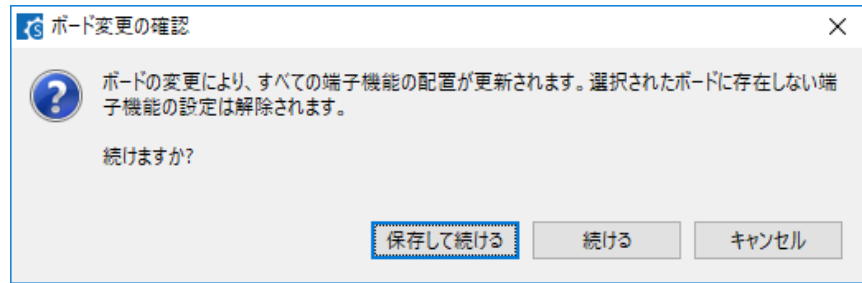 ボード変更の確認
ボードの変更により、すべての端子機能の配置が更新されます。選択されたボードに存在しない端
子機能の設定は解除されます。
続けますか?
保存して続ける 続ける キャンセル